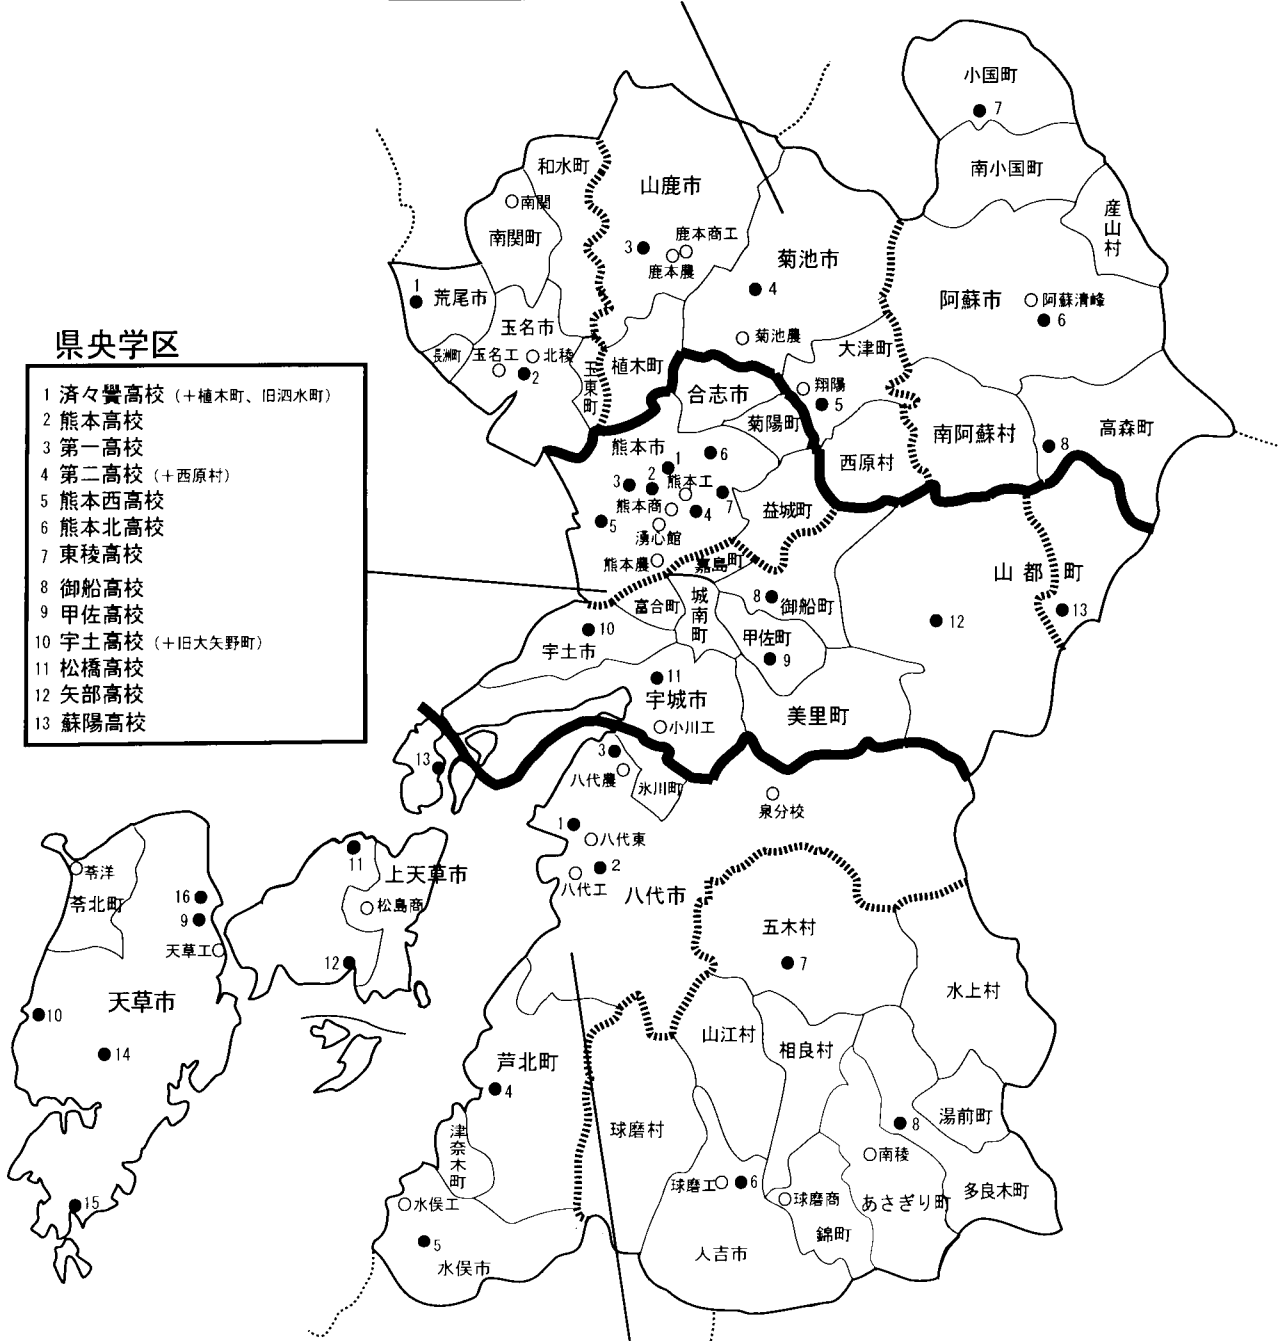 県央学区
1 済々黌高校 (+植木町、旧泗水町)
2 熊本高校
3 第一高校
4 第二高校 (+西原村)
5 熊本西高校
6 熊本北高校
7 東稜高校
8 御船高校
9 甲佐高校
10 宇土高校 (+旧大矢野町)
11 松橋高校
12 矢部高校
13 蘇陽高校
小国町
7
南小国町
産山村
和水町
山鹿市
南関
南関町
鹿本商工
3
鹿本農
菊池市
4
阿蘇市
阿蘇清峰
6
1
荒尾市
玉名市
長洲町
玉名工
北稜
2
玉東町
植木町
菊池農
大津町
合志市
翔陽
5
菊陽町
南阿蘇村
高森町
8
西原村
熊本市
6
1
熊本工
3
2
7
熊本商
4
5
湧心館
熊本農
益城町
嘉島町
山都町
富合町
城南町
8
御船町
12
13
10
宇土市
甲佐町
9
11
宇城市
美里町
小川工
13
3
八代農
氷川町
泉分校
1
八代東
2
八代工
八代市
苓洋
苓北町
16
9
天草工
11
上天草市
松島商
12
天草市
10
14
15
五木村
7
水上村
山江村
相良村
芦北町
4
球磨村
津奈木町
湯前町
8
南稜
球磨工
6
球磨商
あさぎり町
多良木町
水俣工
5
水俣市
錦町
人吉市